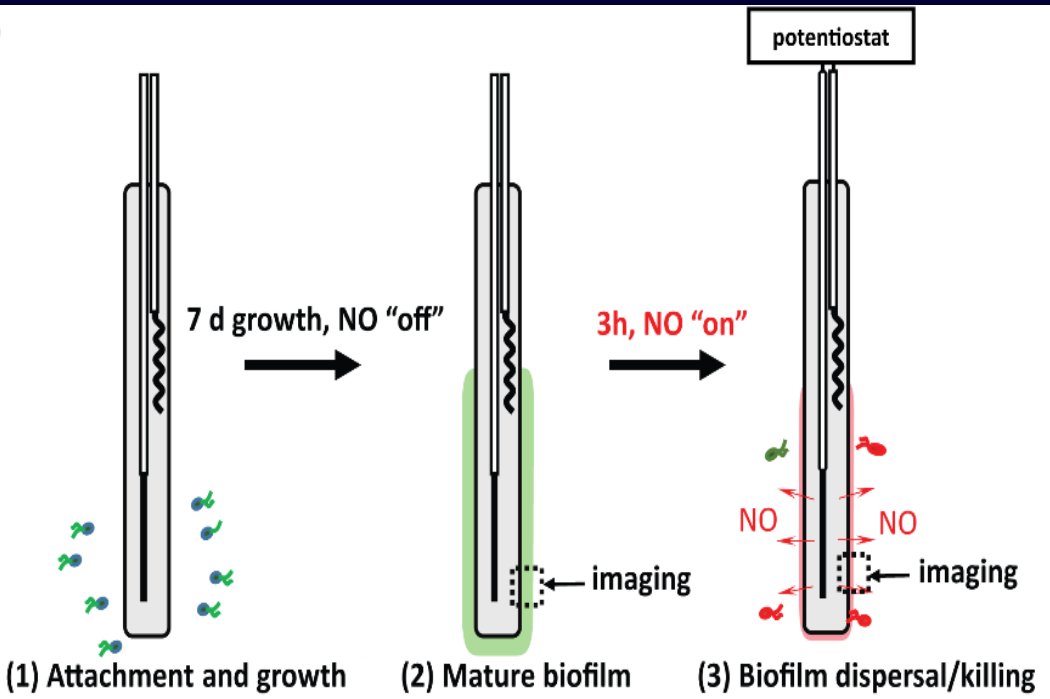 potentiostat
7 d growth, NO “off”
3h, NO “on”
NO
NO
imaging
imaging
(1) Attachment and growth
(2) Mature biofilm
(3) Biofilm dispersal/killing